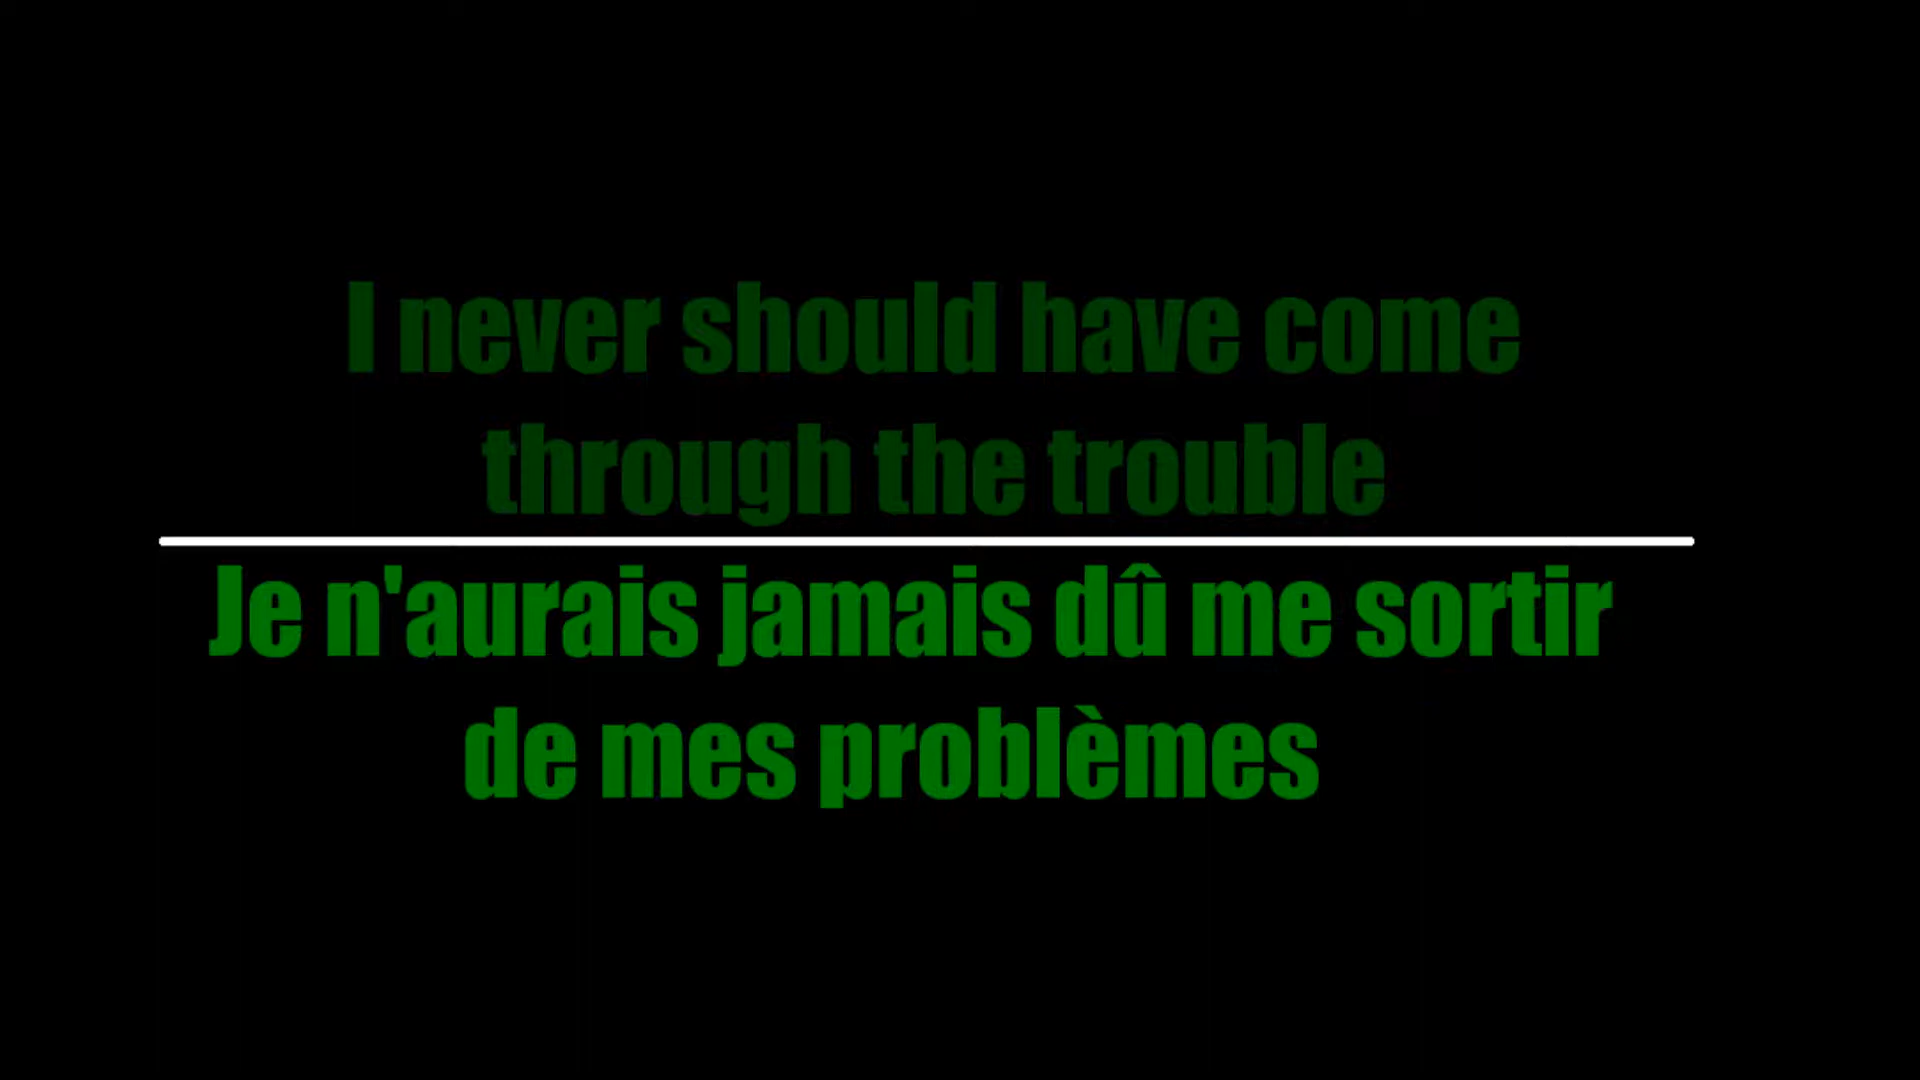 I never should have come
through the trouble
Je n'aurais jamais dû me sortir
de mes problèmes